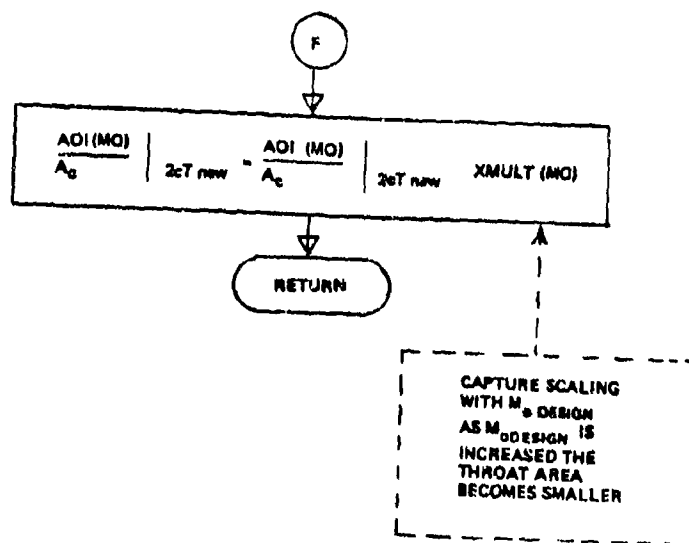 F
AOI (MO) / A_c | 2cT new = AOI (MO) / A_c | 2cT new XMULT (MO)
RETURN
CAPTURE SCALING
WITH M_o DESIGN
AS M_o DESIGN IS
INCREASED THE
THROAT AREA
BECOMES SMALLER